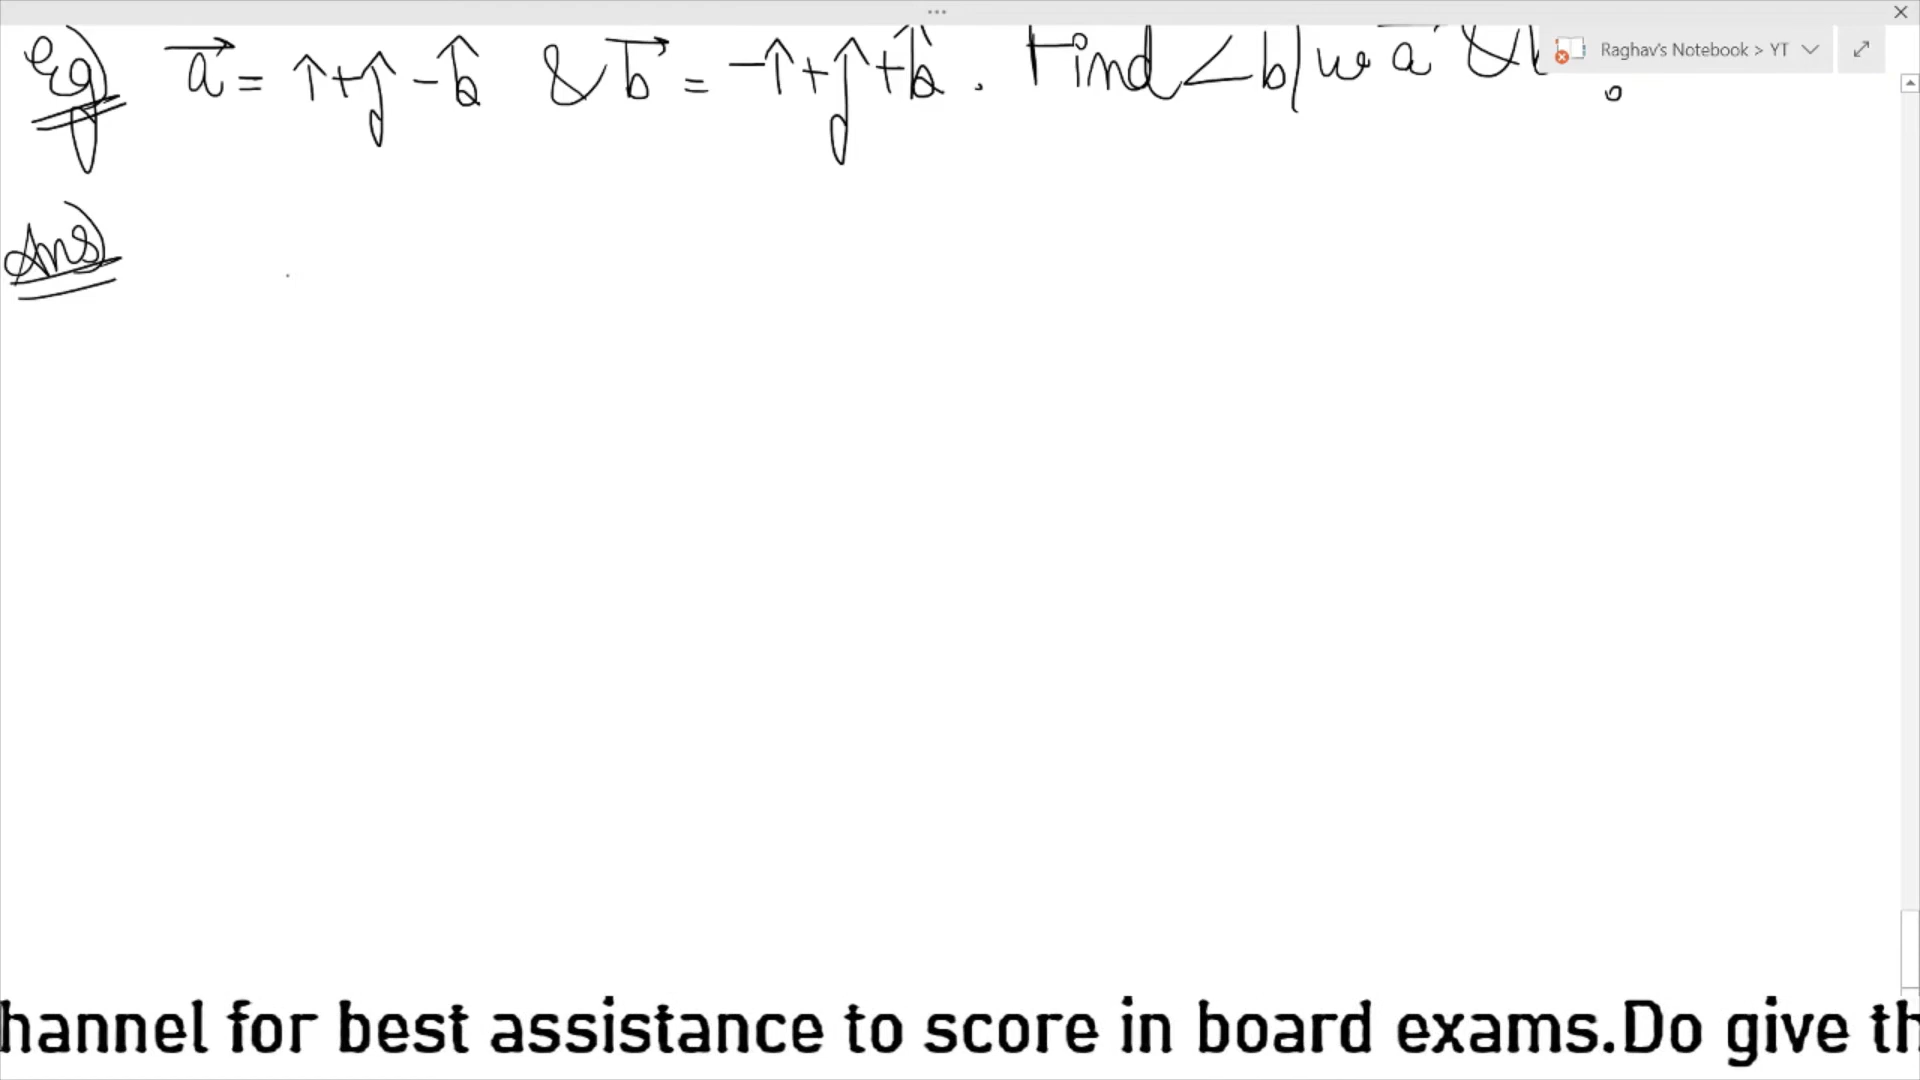 eg) a⃗ = î+ĵ-k̂ & b⃗ = -î+ĵ+k̂ . Find ∠ b/w a⃗ &
Raghav's Notebook > YT
Ans)
hannel for best assistance to score in board exams.Do give th